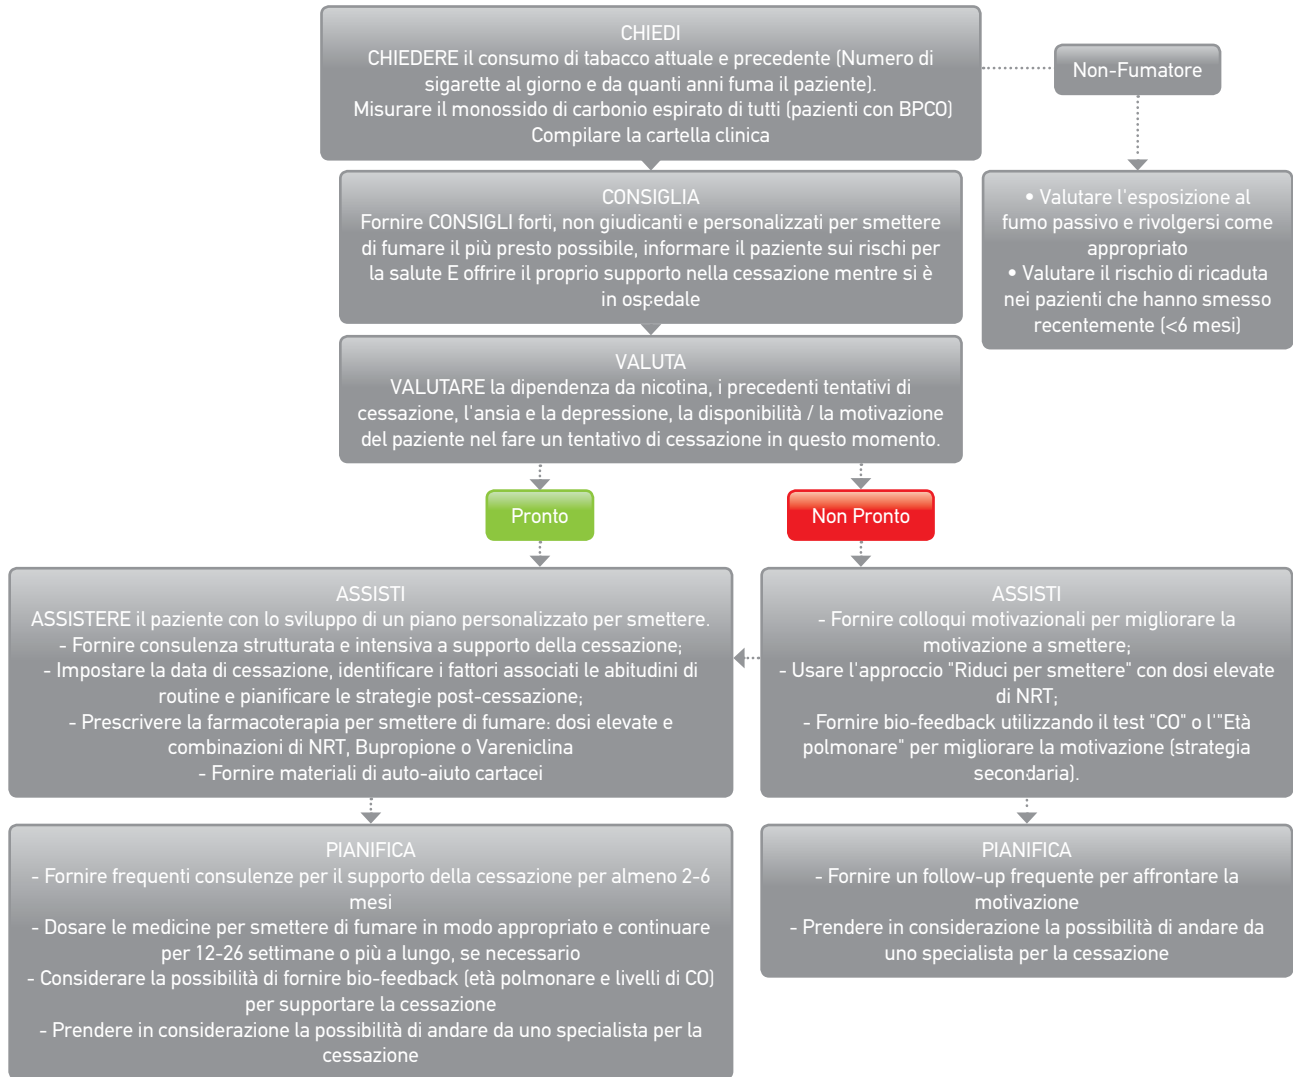 CHIEDI
CHIEDERE il consumo di tabacco attuale e precedente (Numero di
sigarette al giorno e da quanti anni fuma il paziente).
Misurare il monossido di carbonio espirato di tutti (pazienti con BPCO)
Compilare la cartella clinica
Non-Fumatore
• Valutare l'esposizione al
fumo passivo e rivolgersi come
appropriato
• Valutare il rischio di ricaduta
nei pazienti che hanno smesso
recentemente (<6 mesi)
CONSIGLIA
Fornire CONSIGLI forti, non giudicanti e personalizzati per smettere
di fumare il più presto possibile, informare il paziente sui rischi per
la salute E offrire il proprio supporto nella cessazione mentre si è
in ospedale
VALUTA
VALUTARE la dipendenza da nicotina, i precedenti tentativi di
cessazione, l'ansia e la depressione, la disponibilità / la motivazione
del paziente nel fare un tentativo di cessazione in questo momento.
Pronto
Non Pronto
ASSISTI
ASSISTERE il paziente con lo sviluppo di un piano personalizzato per smettere.
- Fornire consulenza strutturata e intensiva a supporto della cessazione;
- Impostare la data di cessazione, identificare i fattori associati le abitudini di
routine e pianificare le strategie post-cessazione;
- Prescrivere la farmacoterapia per smettere di fumare: dosi elevate e
combinazioni di NRT, Bupropione o Vareniclina
- Fornire materiali di auto-aiuto cartacei
ASSISTI
- Fornire colloqui motivazionali per migliorare la
motivazione a smettere;
- Usare l'approccio "Riduci per smettere" con dosi elevate
di NRT;
- Fornire bio-feedback utilizzando il test "CO" o l'"Età
polmonare" per migliorare la motivazione (strategia
secondaria).
PIANIFICA
- Fornire frequenti consulenze per il supporto della cessazione per almeno 2-6
mesi
- Dosare le medicine per smettere di fumare in modo appropriato e continuare
per 12-26 settimane o più a lungo, se necessario
- Considerare la possibilità di fornire bio-feedback (età polmonare e livelli di CO)
per supportare la cessazione
- Prendere in considerazione la possibilità di andare da uno specialista per la
cessazione
PIANIFICA
- Fornire un follow-up frequente per affrontare la
motivazione
- Prendere in considerazione la possibilità di andare da
uno specialista per la cessazione